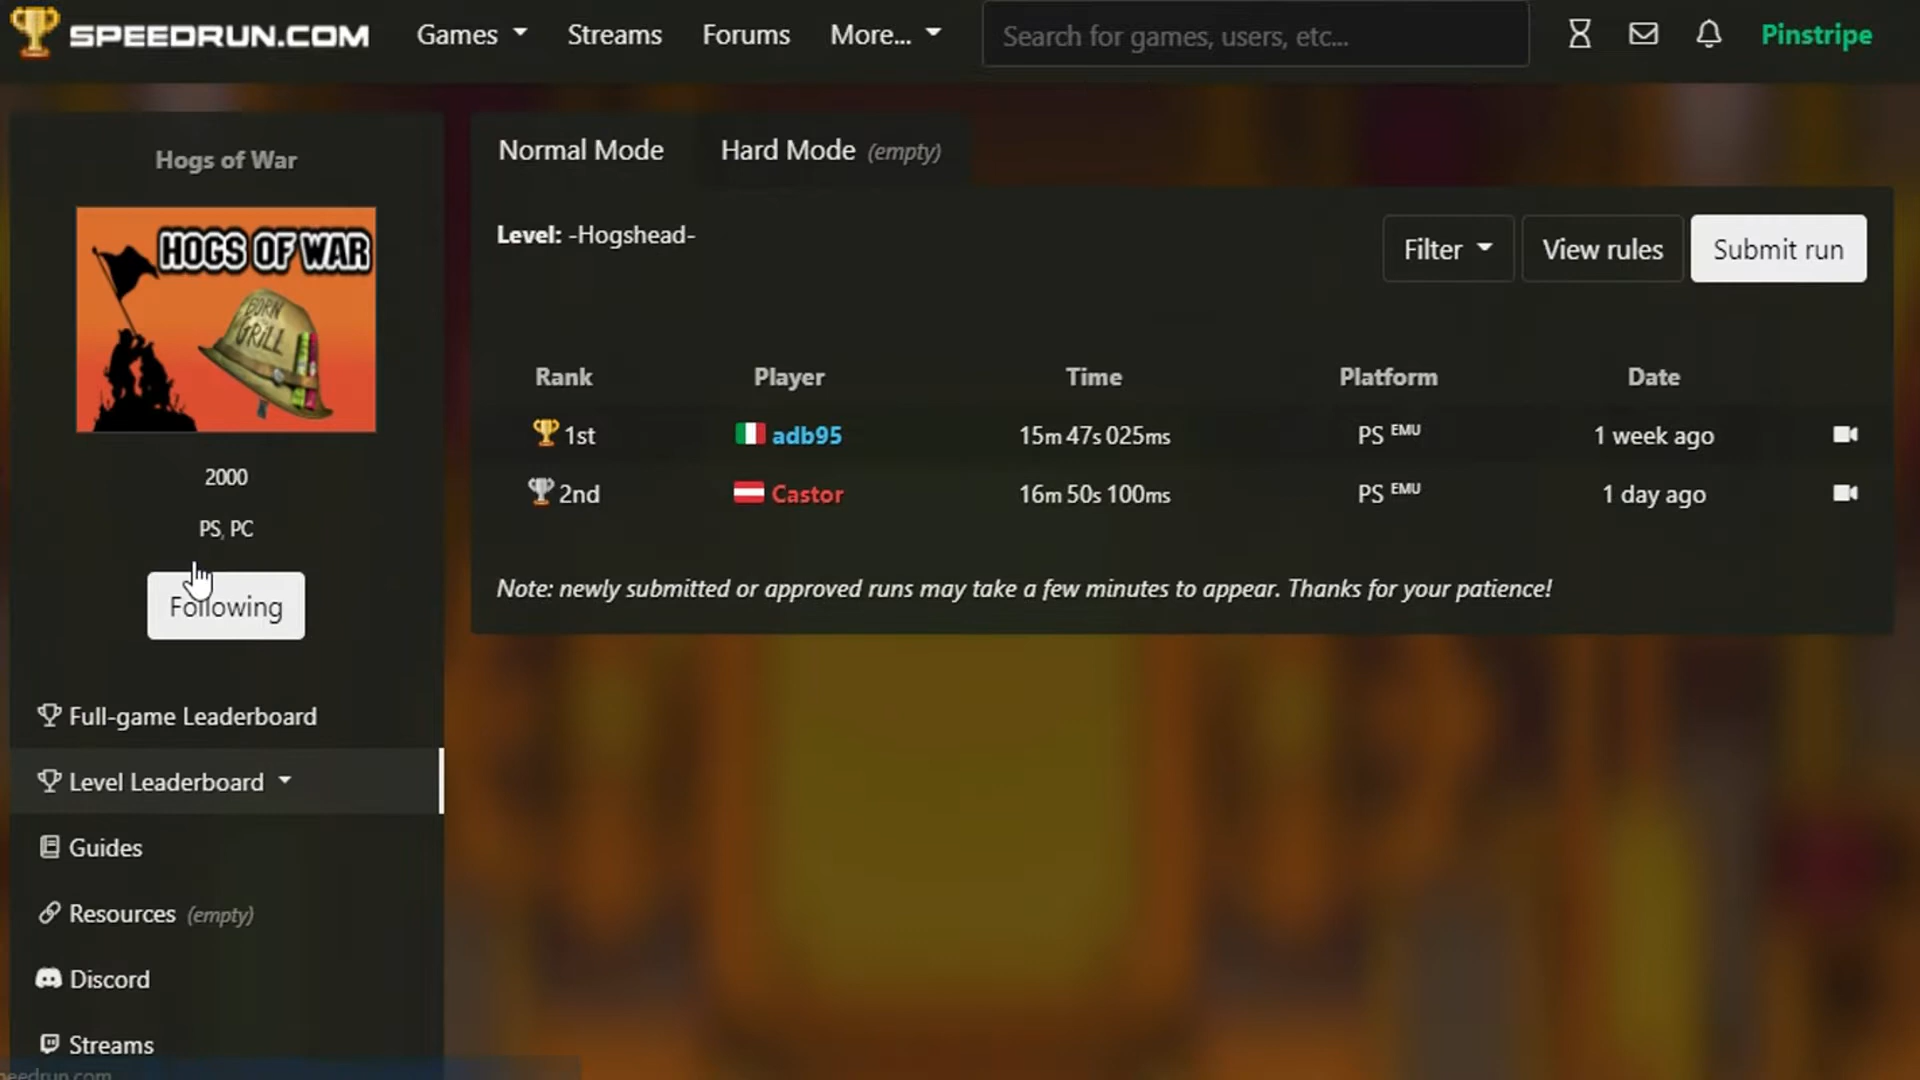 SPEEDRUN.COM Games Streams Forums More... Search for games, users, etc... Pinstripe
Hogs of War
HOGS OF WAR
BORN
GRILL
2000
PS, PC
Following
Full-game Leaderboard
Level Leaderboard
Guides
Resources (empty)
Discord
Streams
Normal Mode Hard Mode (empty)
Level: -Hogshead-
Filter View rules Submit run
Rank Player Time Platform Date
1st adb95 15m 47s 025ms PS EMU 1 week ago
2nd Castor 16m 50s 100ms PS EMU 1 day ago
Note: newly submitted or approved runs may take a few minutes to appear. Thanks for your patience!